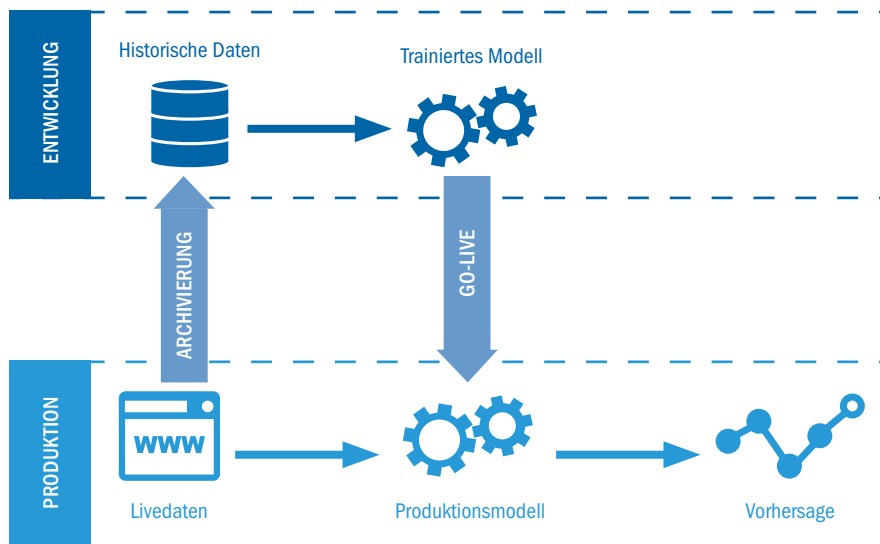 ENTWICKLUNG
Historische Daten
Trainiertes Modell
ARCHIVIERUNG
GO-LIVE
PRODUKTION
www
Livedaten
Produktionsmodell
Vorhersage